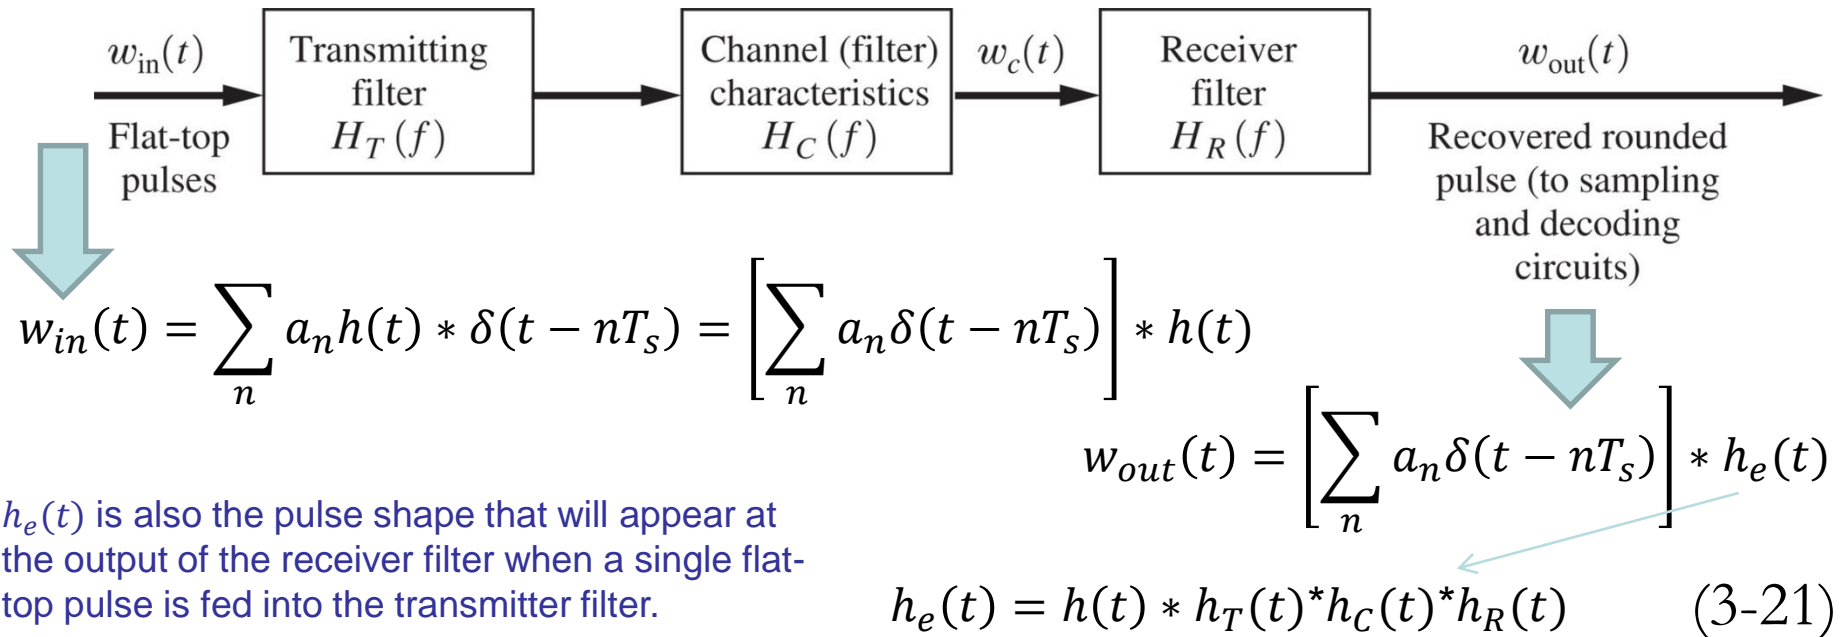 w_in(t)
Flat-top
pulses
Transmitting
filter
H_T(f)
Channel (filter)
characteristics
H_C(f)
w_c(t)
Receiver
filter
H_R(f)
w_out(t)
Recovered rounded
pulse (to sampling
and decoding
circuits)
w_in(t) = ∑_n a_n h(t) * δ(t − nT_s) = [∑_n a_n δ(t − nT_s)] * h(t)
w_out(t) = [∑_n a_n δ(t − nT_s)] * h_e(t)
h_e(t) is also the pulse shape that will appear at
the output of the receiver filter when a single flat-
top pulse is fed into the transmitter filter.
h_e(t) = h(t) * h_T(t)*h_C(t)*h_R(t) (3-21)